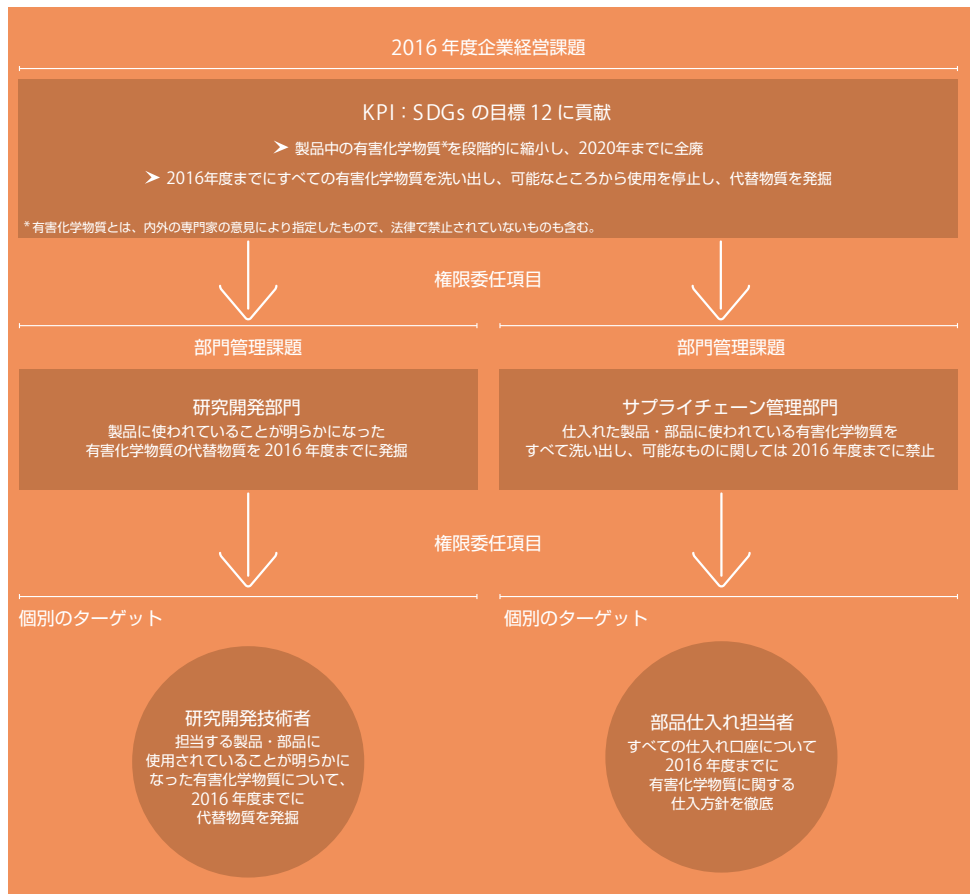 2016 年度企業経営課題
KPI：SDGs の目標 12 に貢献
➤ 製品中の有害化学物質*を段階的に縮小し、2020年までに全廃
➤ 2016年度までにすべての有害化学物質を洗い出し、可能なところから使用を停止し、代替物質を発掘
* 有害化学物質とは、内外の専門家の意見により指定したもので、法律で禁止されていないものも含む。
権限委任項目
部門管理課題
研究開発部門
製品に使われていることが明らかになった
有害化学物質の代替物質を 2016 年度までに発掘
部門管理課題
サプライチェーン管理部門
仕入れた製品・部品に使われている有害化学物質を
すべて洗い出し、可能なものに関しては 2016 年度までに禁止
権限委任項目
個別のターゲット
研究開発技術者
担当する製品・部品に
使用されていることが明らかに
なった有害化学物質について、
2016 年度までに
代替物質を発掘
個別のターゲット
部品仕入れ担当者
すべての仕入れ口座について
2016 年度までに
有害化学物質に関する
仕入方針を徹底